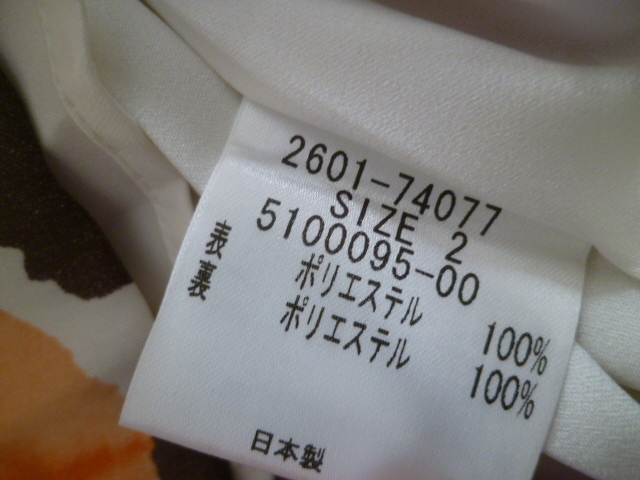 2601-74077
SIZE 2
5100095-00
表 ポリエステル 100%
裏 ポリエステル 100%
日本製